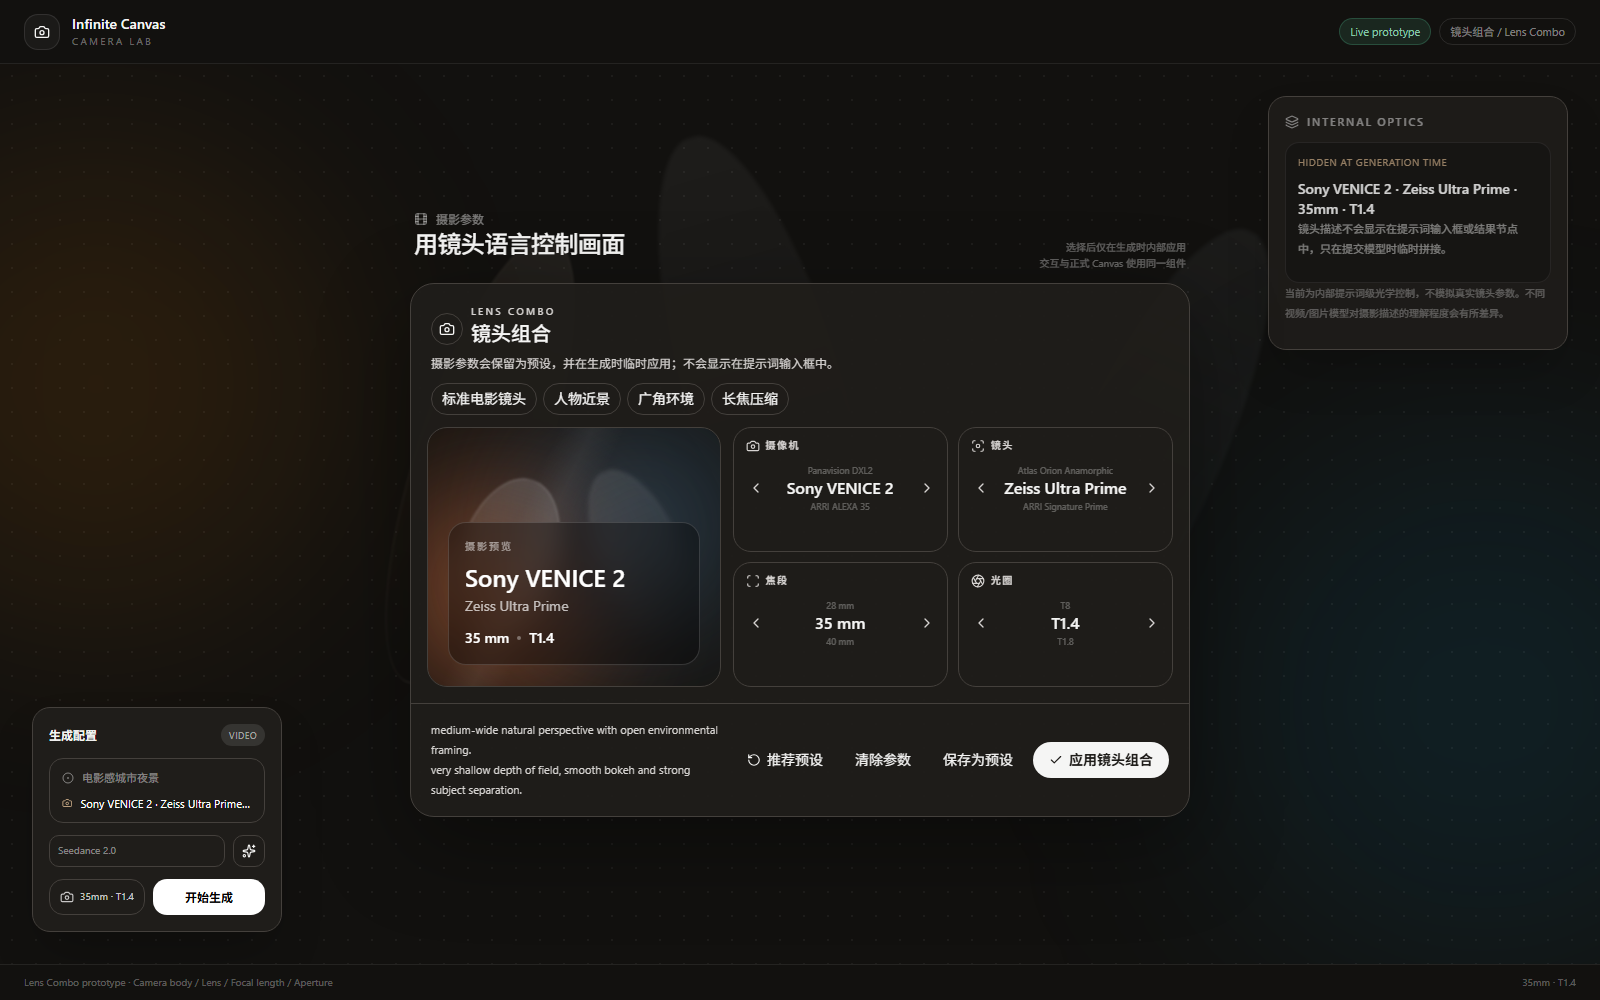 Infinite Canvas
CAMERA LAB
Live prototype
镜头组合 / Lens Combo
INTERNAL OPTICS
HIDDEN AT GENERATION TIME
Sony VENICE 2 · Zeiss Ultra Prime ·
35mm · T1.4
镜头描述不会显示在提示词输入框或结果节点
中，只在提交模型时临时拼接。
当前为内部提示词级光学控制，不模拟真实镜头参数。不同
视频/图片模型对摄影描述的理解程度会有所差异。
摄影参数
用镜头语言控制画面
选择后仅在生成时内部应用
交互与正式 Canvas 使用同一组件
LENS COMBO
镜头组合
摄影参数会保留为预设，并在生成时临时应用；不会显示在提示词输入框中。
标准电影镜头
人物近景
广角环境
长焦压缩
摄影预览
Sony VENICE 2
Zeiss Ultra Prime
35 mm • T1.4
摄像机
Panavision DXL2
Sony VENICE 2
ARRI ALEXA 35
镜头
Atlas Orion Anamorphic
Zeiss Ultra Prime
ARRI Signature Prime
焦段
28 mm
35 mm
40 mm
光圈
T8
T1.4
T1.8
medium-wide natural perspective with open environmental
framing.
very shallow depth of field, smooth bokeh and strong
subject separation.
推荐预设
清除参数
保存为预设
应用镜头组合
生成配置
VIDEO
电影感城市夜景
Sony VENICE 2 · Zeiss Ultra Prime...
Seedance 2.0
35mm · T1.4
开始生成
Lens Combo prototype · Camera body / Lens / Focal length / Aperture
35mm · T1.4